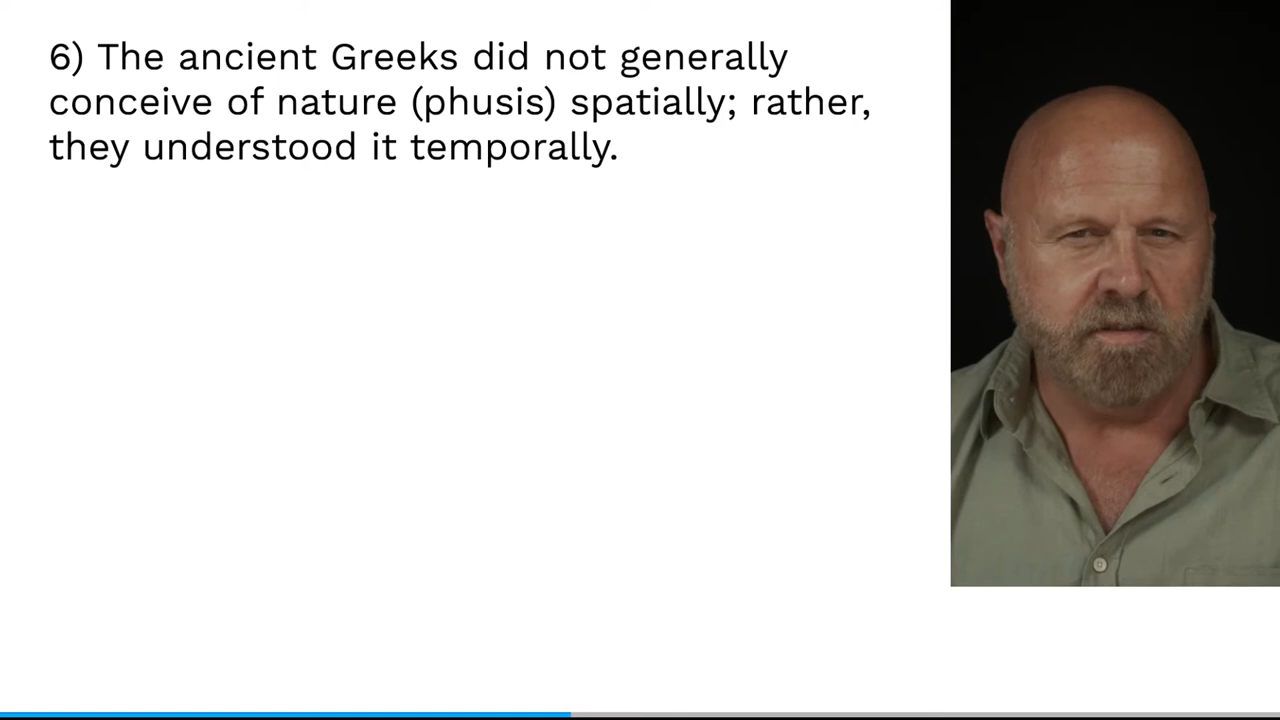 6) The ancient Greeks did not generally
conceive of nature (phusis) spatially; rather,
they understood it temporally.